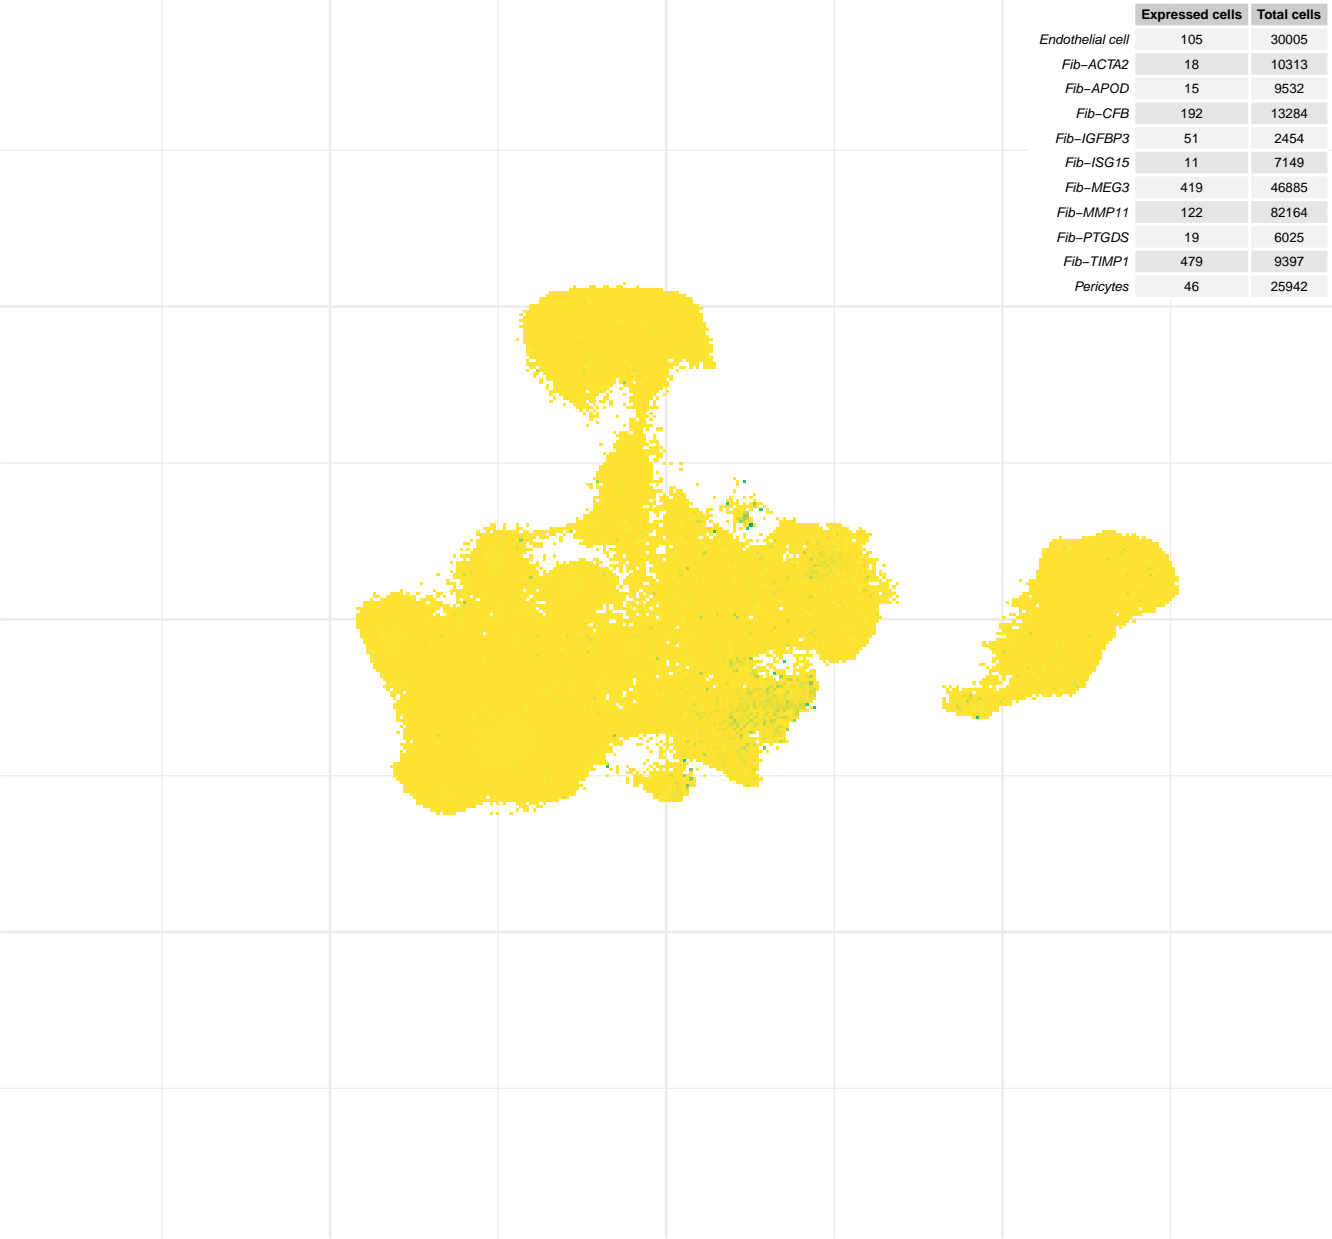 Expressed cells Total cells
Endothelial cell 105 30005
Fib−ACTA2 18 10313
Fib−APOD 15 9532
Fib−CFB 192 13284
Fib−IGFBP3 51 2454
Fib−ISG15 11 7149
Fib−MEG3 419 46885
Fib−MMP11 122 82164
Fib−PTGDS 19 6025
Fib−TIMP1 479 9397
Pericytes 46 25942